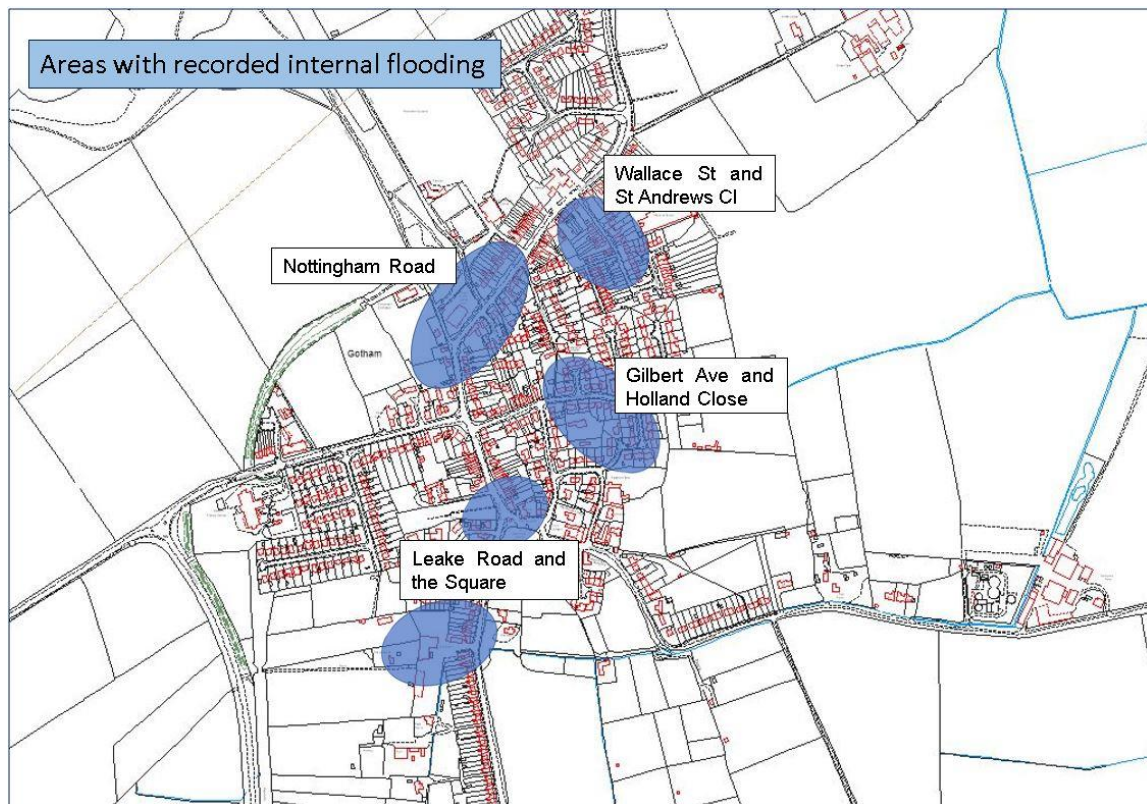 Areas with recorded internal flooding
Wallace St and
St Andrews Cl
Nottingham Road
Gotham
Gilbert Ave and
Holland Close
Leake Road and
the Square